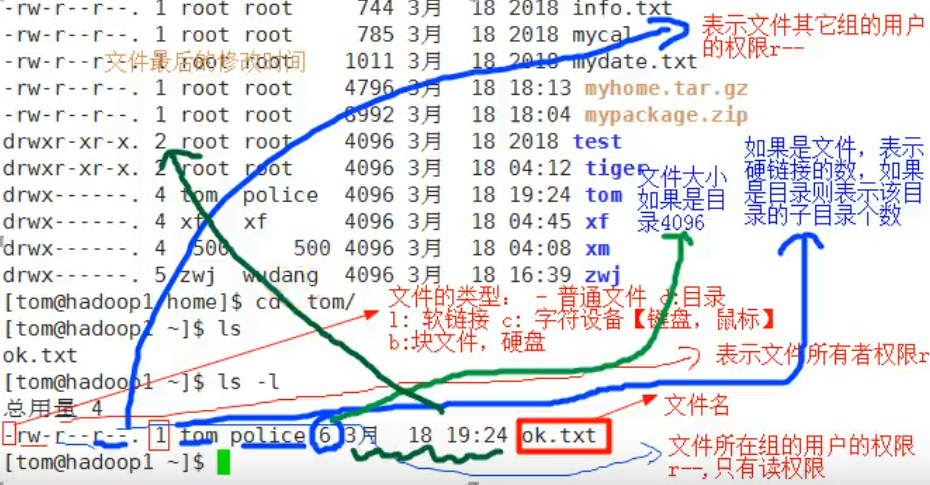 -rw-r--r--. 1 root root 744 3月 18 2018 info.txt
-rw-r--r--. 1 root root 785 3月 18 2018 mycal
-rw-r--r--. 1 root root 1011 3月 18 2018 mydate.txt
-rw-r--r--. 1 root root 4796 3月 18 18:13 myhome.tar.gz
-rw-r--r--. 1 root root 8992 3月 18 18:04 mypackage.zip
drwxr-xr-x. 2 root root 4096 3月 18 2018 test
drwxr-xr-x. 2 root root 4096 3月 18 04:12 tiger
drwx------. 4 tom police 4096 3月 18 19:24 tom
drwx------. 4 xf xf 4096 3月 18 04:45 xf
drwx------. 4 500 500 4096 3月 18 04:08 xm
drwx------. 5 zwj wudang 4096 3月 18 16:39 zwj
[tom@hadoop1 home]$ cd tom/
[tom@hadoop1 ~]$ ls
ok.txt
[tom@hadoop1 ~]$ ls -l
总用量 4
-rw-r--r--. 1 tom police 6 3月 18 19:24 ok.txt
[tom@hadoop1 ~]$
文件最后的修改时间
表示文件其它组的用户
的权限r--
文件大小
如果是目
录4096
如果是文件，表示
硬链接的数，如果
是目录则表示该目
录的子目录个数
文件的类型： - 普通文件 d:目录
l: 软链接 c: 字符设备【键盘，鼠标】
b:块文件，硬盘
表示文件所有者权限r
文件名
文件所在组的用户的权限
r--,只有读权限